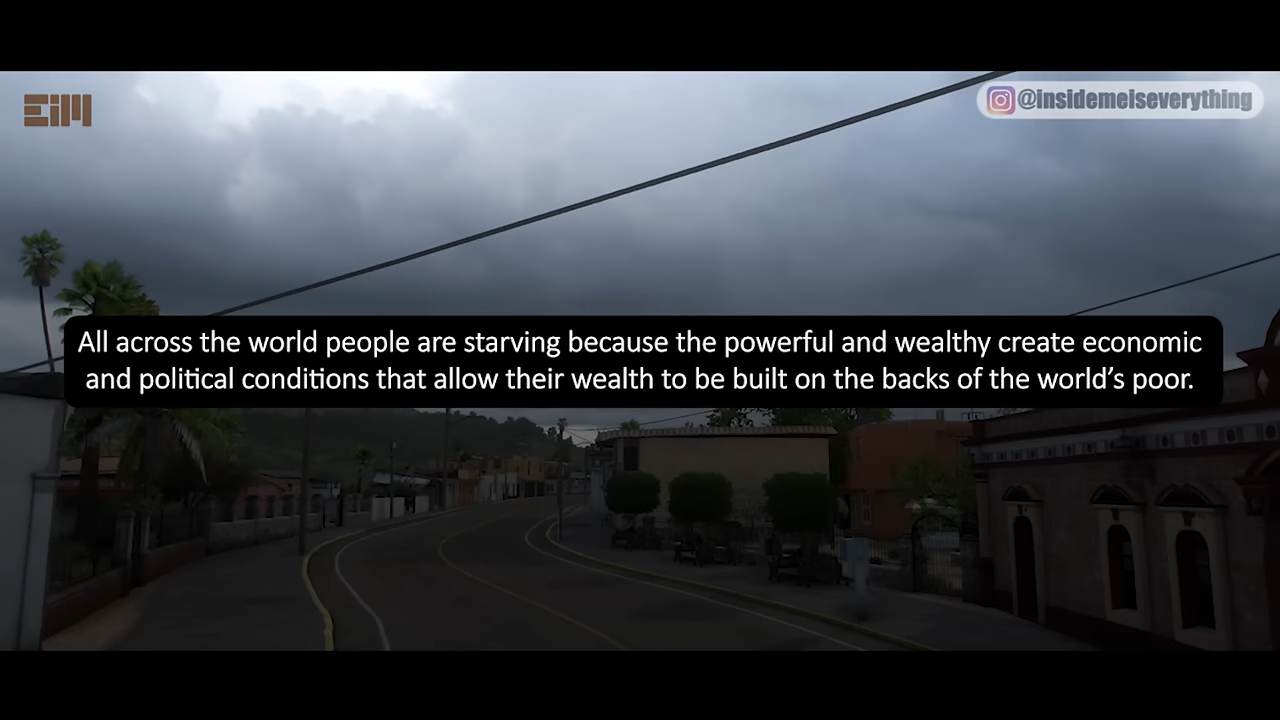 EiM
@insidemeiseverything
All across the world people are starving because the powerful and wealthy create economic
and political conditions that allow their wealth to be built on the backs of the world’s poor.